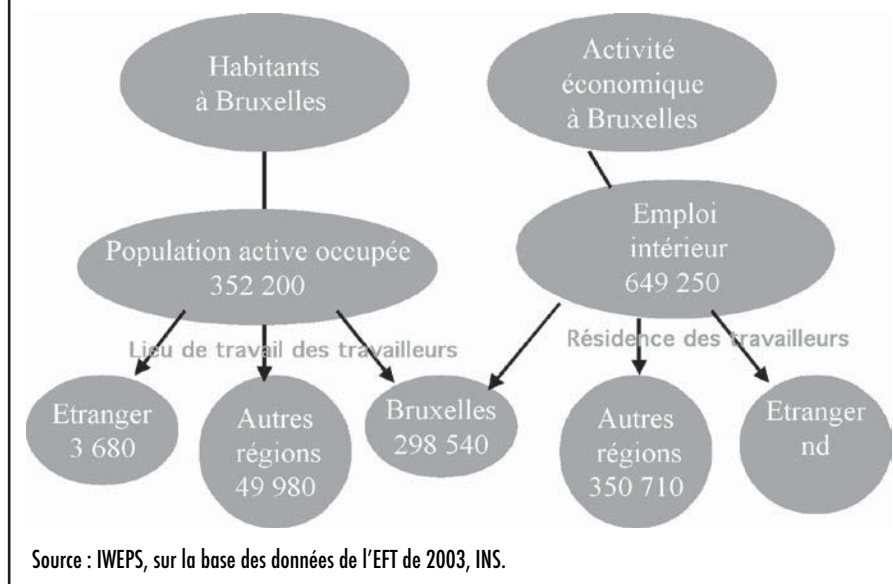 Habitants
à Bruxelles
Activité
économique
à Bruxelles
Population active occupée
352 200
Emploi
intérieur
649 250
Lieu de travail des travailleurs
Résidence des travailleurs
Etranger
3 680
Autres
régions
49 980
Bruxelles
298 540
Autres
régions
350 710
Etranger
nd
Source : IWEPS, sur la base des données de l'EFT de 2003, INS.